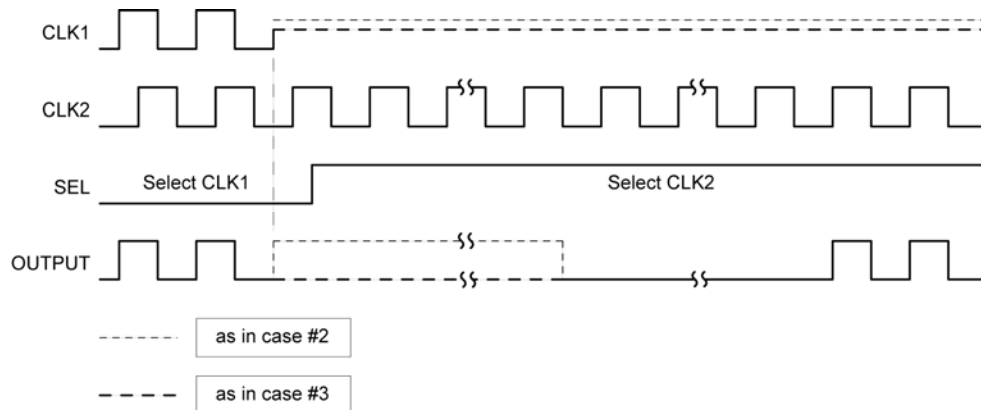 CLK1
CLK2
SEL
Select CLK1
Select CLK2
OUTPUT
as in case #2
as in case #3